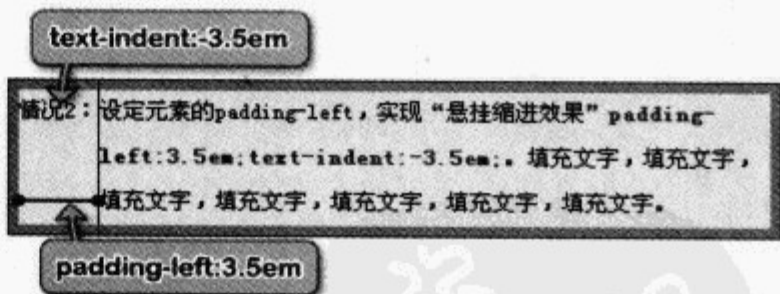 text-indent:-3.5em
情况2：设定元素的padding-left，实现“悬挂缩进效果”padding-
left:3.5em;text-indent:-3.5em;。填充文字，填充文字，
填充文字，填充文字，填充文字，填充文字，填充文字。
padding-left:3.5em